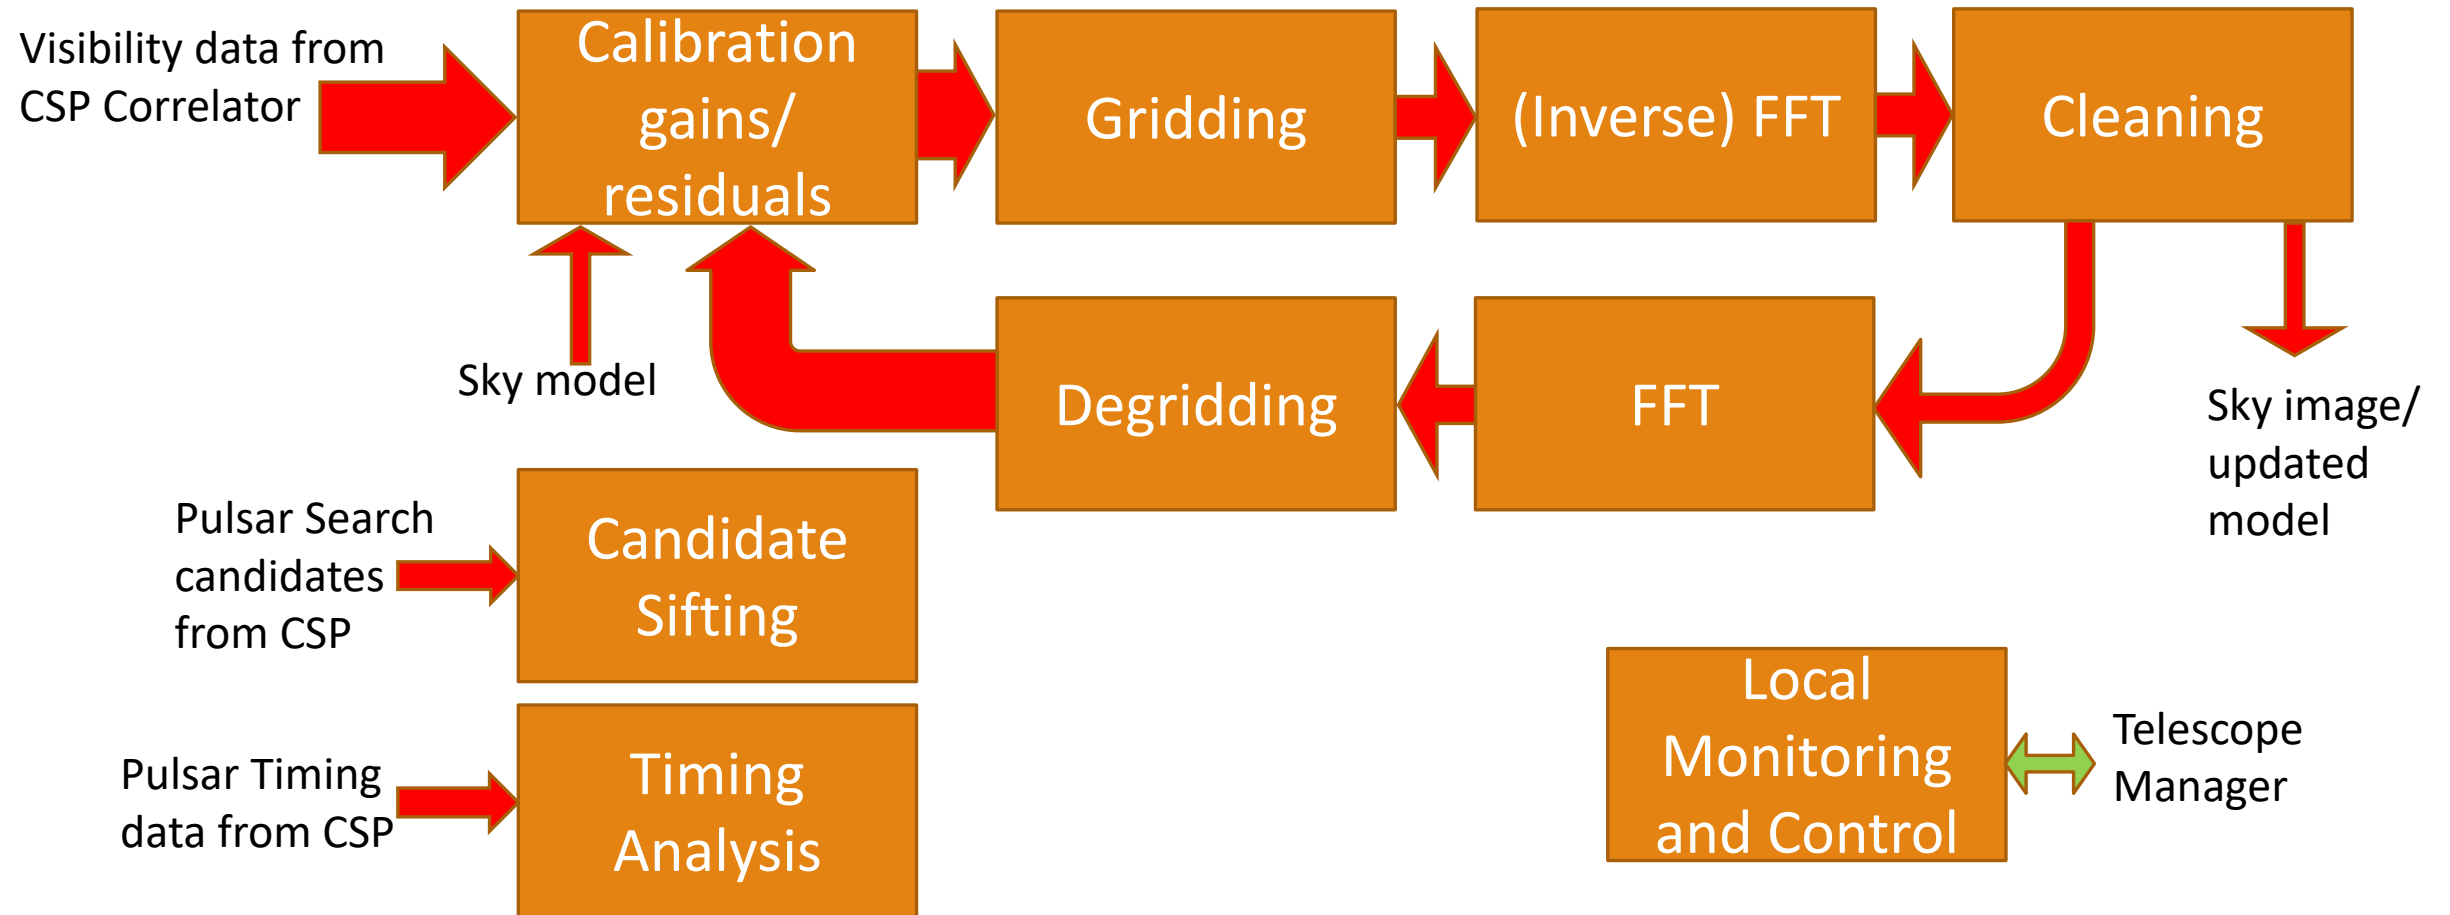 Visibility data from
CSP Correlator
Calibration
gains/
residuals
Gridding
(Inverse) FFT
Cleaning
Sky model
Degridding
FFT
Sky image/
updated
model
Pulsar Search
candidates
from CSP
Candidate
Sifting
Pulsar Timing
data from CSP
Timing
Analysis
Local
Monitoring
and Control
Telescope
Manager